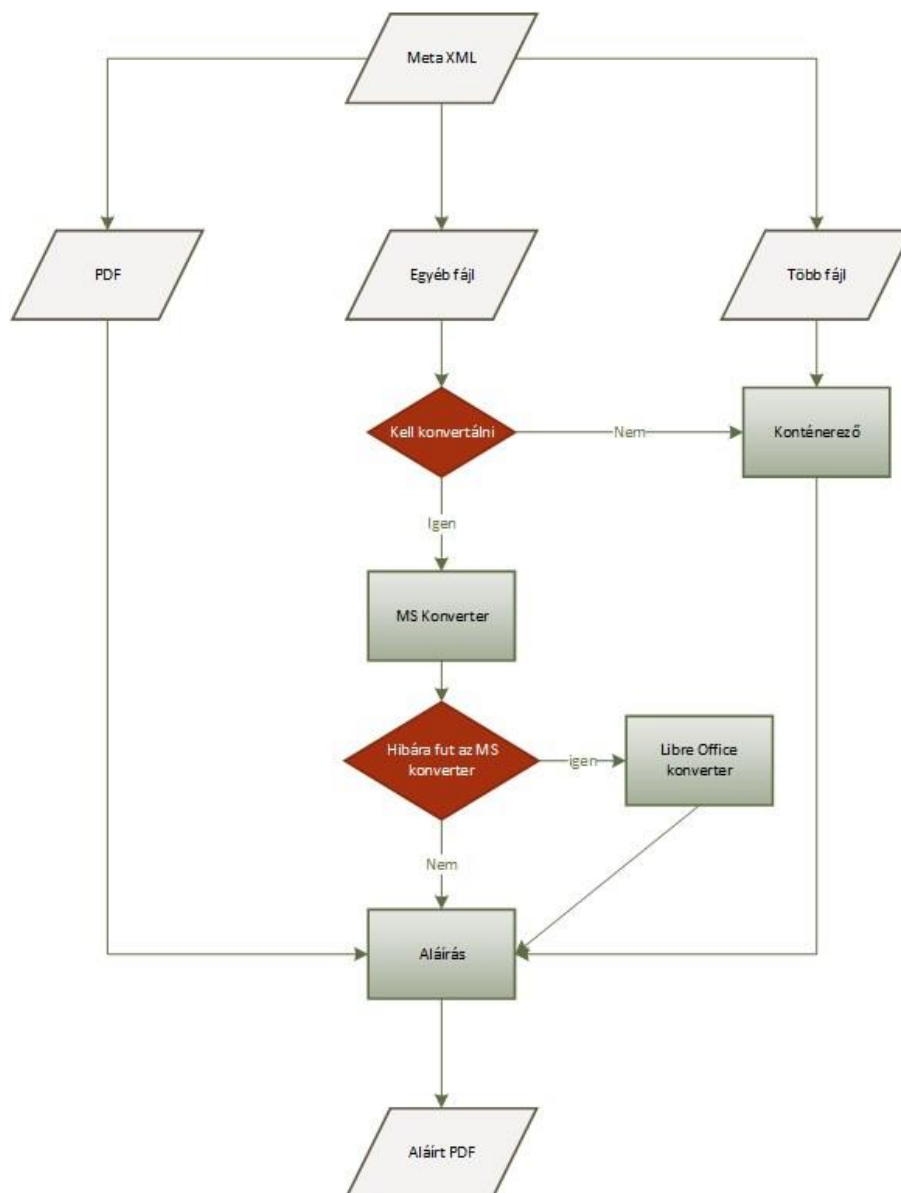 Meta XML
PDF
Egyéb fájl
Több fájl
Kell konvertálni
Nem
Konténerező
Igen
MS Konverter
Hibára fut az MS
konverter
igen
Libre Office
konverter
Nem
Aláírás
Aláírt PDF